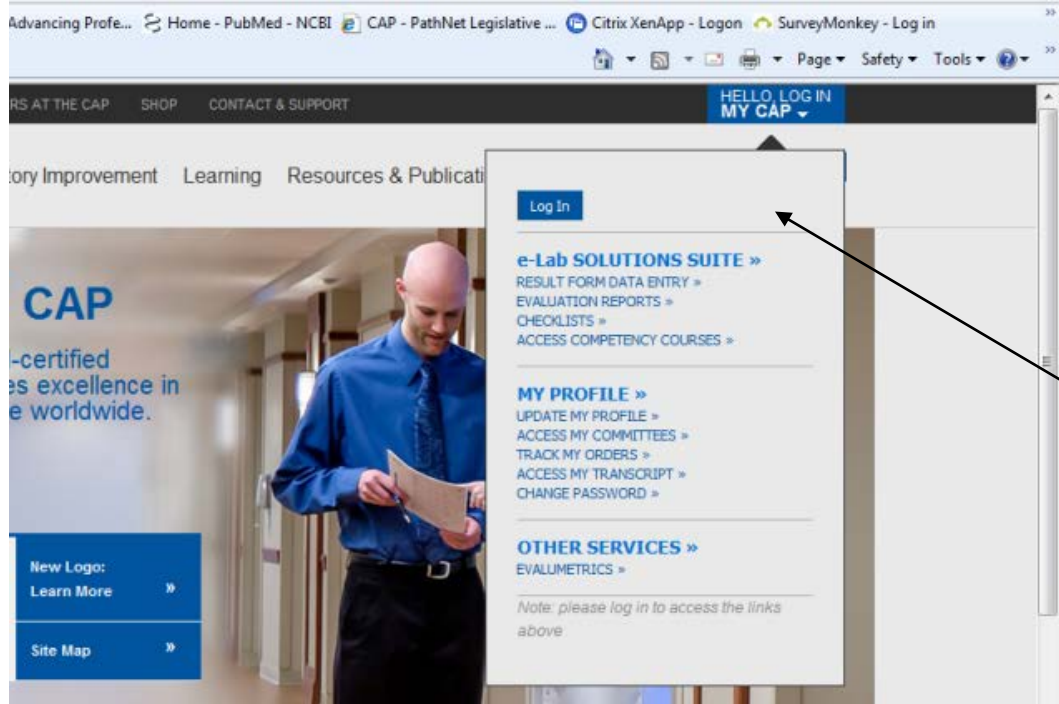 Advancing Profe... Home - PubMed - NCBI CAP - PathNet Legislative ... Citrix XenApp - Logon SurveyMonkey - Log in
Page Safety Tools
RS AT THE CAP SHOP CONTACT & SUPPORT
HELLO, LOG IN
MY CAP
ory Improvement Learning Resources & Publicati
Log In
e-Lab SOLUTIONS SUITE »
RESULT FORM DATA ENTRY »
EVALUATION REPORTS »
CHECKLISTS »
ACCESS COMPETENCY COURSES »
MY PROFILE »
UPDATE MY PROFILE »
ACCESS MY COMMITTEES »
TRACK MY ORDERS »
ACCESS MY TRANSCRIPT »
CHANGE PASSWORD »
OTHER SERVICES »
EVALUMETRICS »
Note: please log in to access the links
above
CAP
-certified
es excellence in
e worldwide.
New Logo:
Learn More »
Site Map »